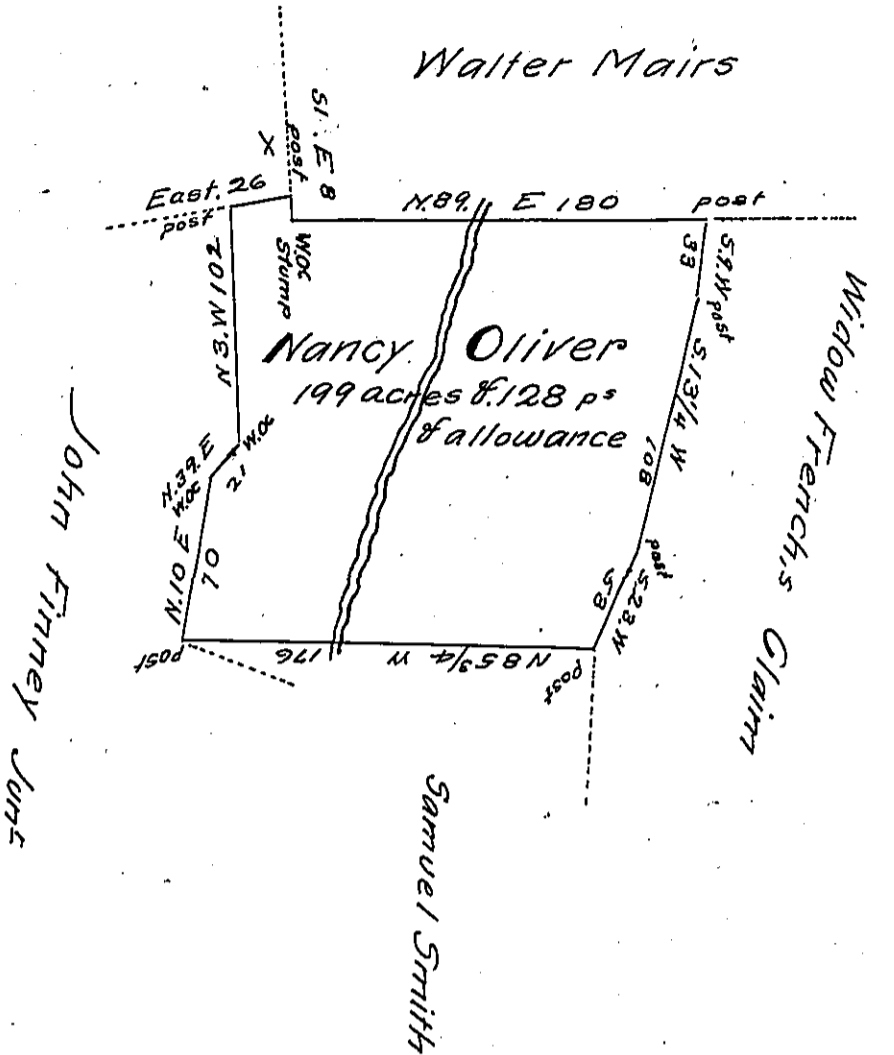 Walter Mairs
S1.. E 8
post
X
East. 26
post
N.89. E 180 post
W.Oc
Stump
S.9.W
33
post
N 3.W 102
Nancy Oliver
199 acres &.128 ps
& allowance
S.13/4 W
108
Widow French,s Claim
W.Oc
N.39.E
21
W.Oc
N.10 E
70
post
S.23.W
58
post
N 85 3/4 W 176
post
John Finney Junr
Samuel Smith